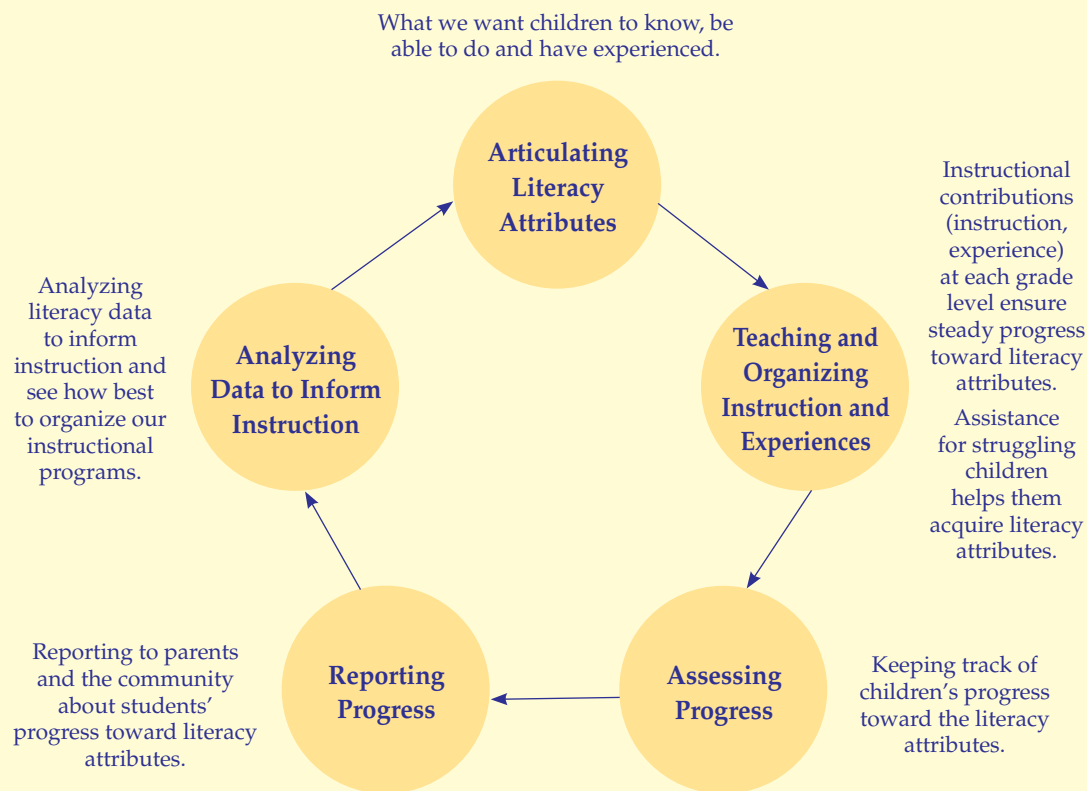 What we want children to know, be
able to do and have experienced.
Articulating
Literacy
Attributes
Instructional
contributions
(instruction,
experience)
at each grade
level ensure
steady progress
toward literacy
attributes.
Assistance
for struggling
children
helps them
acquire literacy
attributes.
Teaching and
Organizing
Instruction and
Experiences
Assessing
Progress
Keeping track of
children’s progress
toward the literacy
attributes.
Reporting
Progress
Reporting to parents
and the community
about students’
progress toward literacy
attributes.
Analyzing
Data to Inform
Instruction
Analyzing
literacy data
to inform
instruction and
see how best
to organize our
instructional
programs.